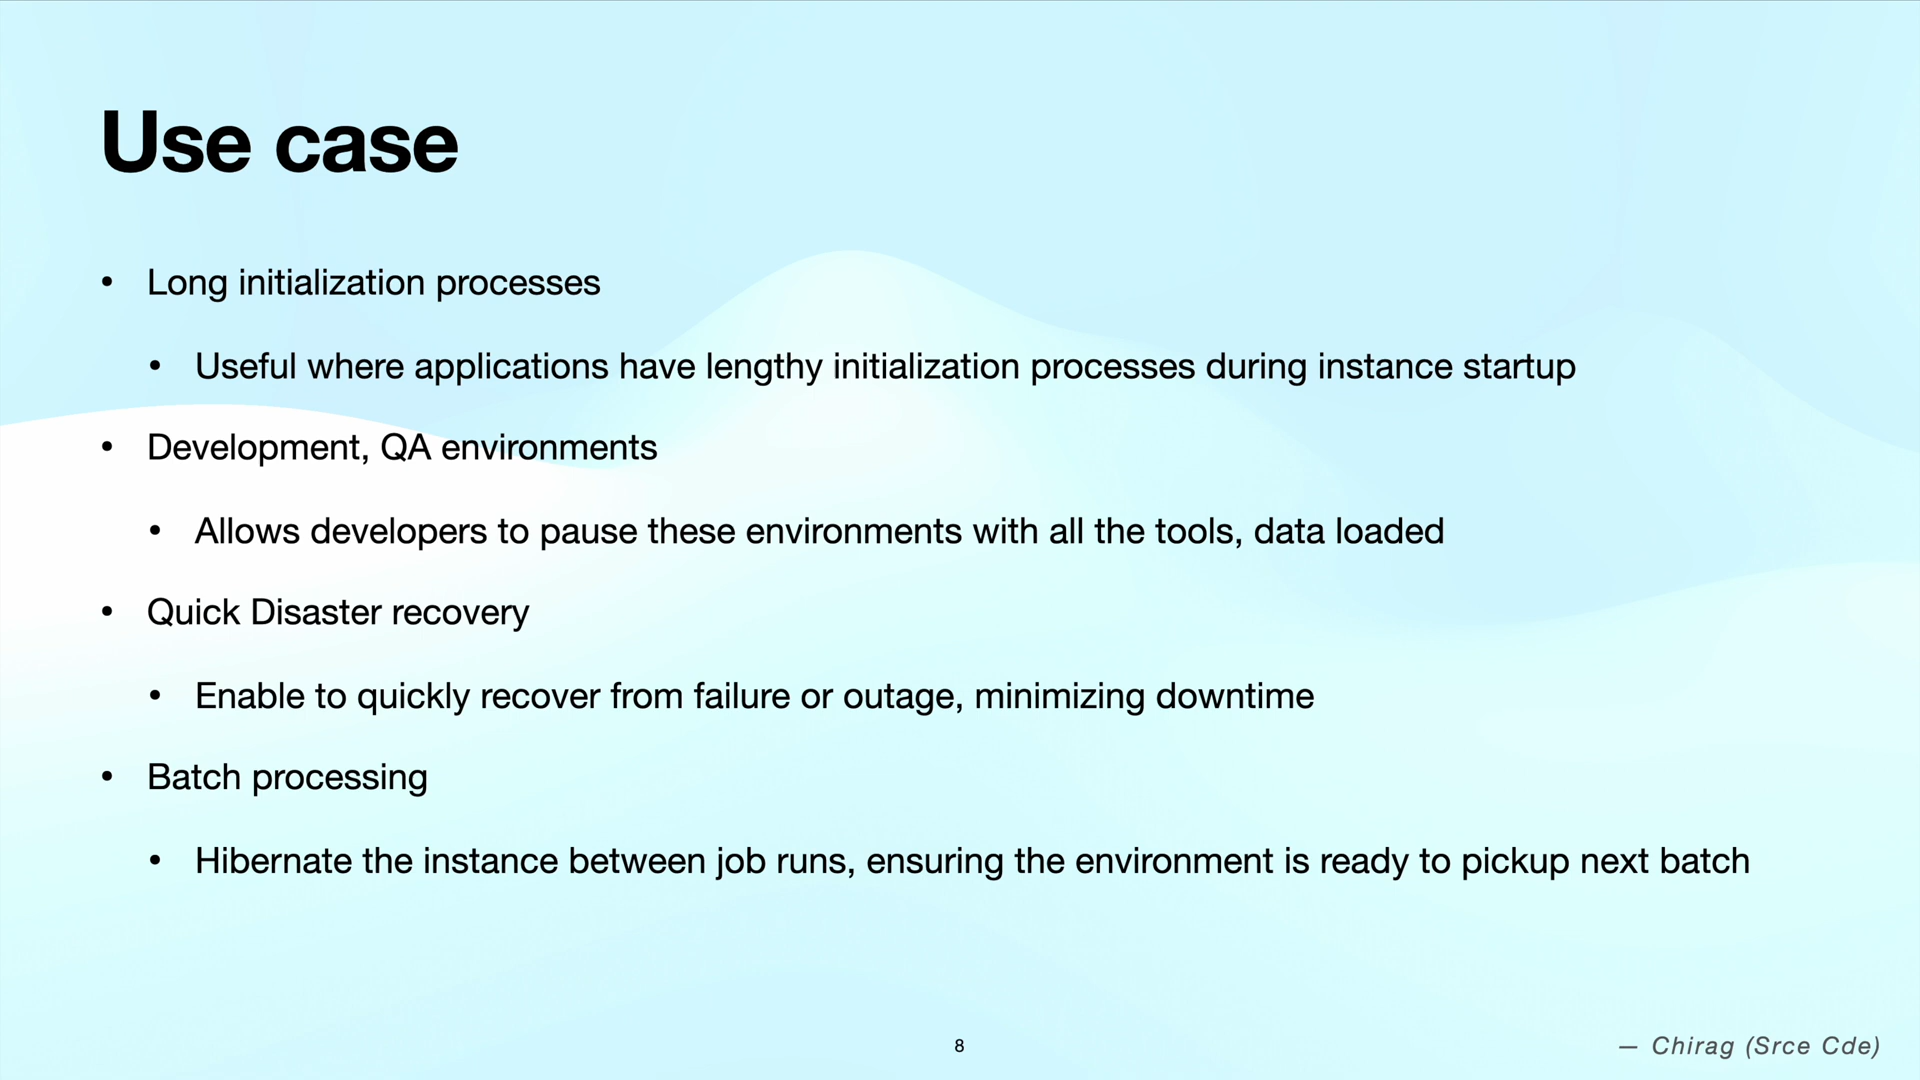 Use case
• Long initialization processes
• Useful where applications have lengthy initialization processes during instance startup
• Development, QA environments
• Allows developers to pause these environments with all the tools, data loaded
• Quick Disaster recovery
• Enable to quickly recover from failure or outage, minimizing downtime
• Batch processing
• Hibernate the instance between job runs, ensuring the environment is ready to pickup next batch
8
— Chirag (Srce Cde)